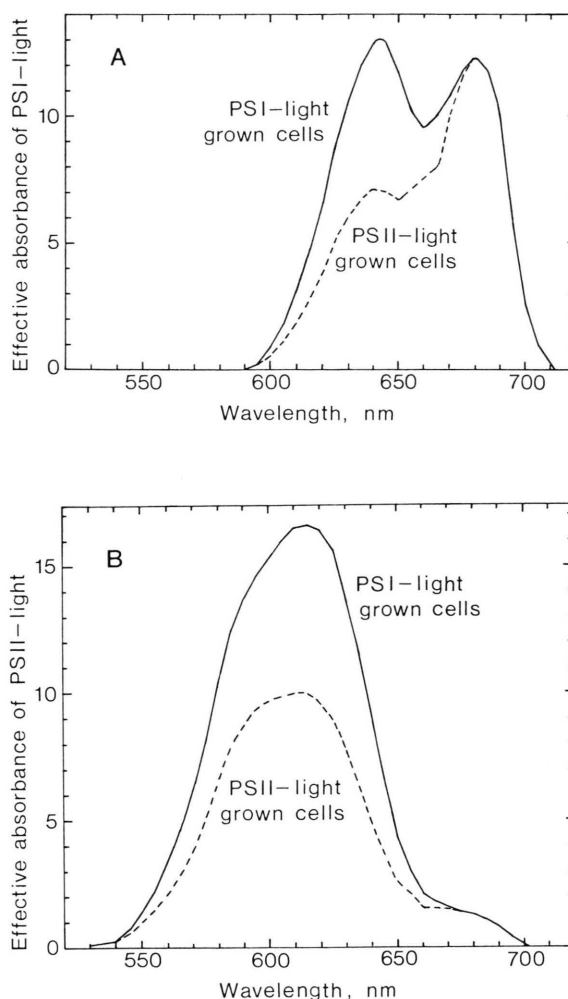 A
Effective absorbance of PSI–light
10
5
0
PSI–light
grown cells
PSII–light
grown cells
550
600
650
700
Wavelength, nm
B
Effective absorbance of PSII–light
15
10
5
0
PSI–light
grown cells
PSII–light
grown cells
550
600
650
700
Wavelength, nm